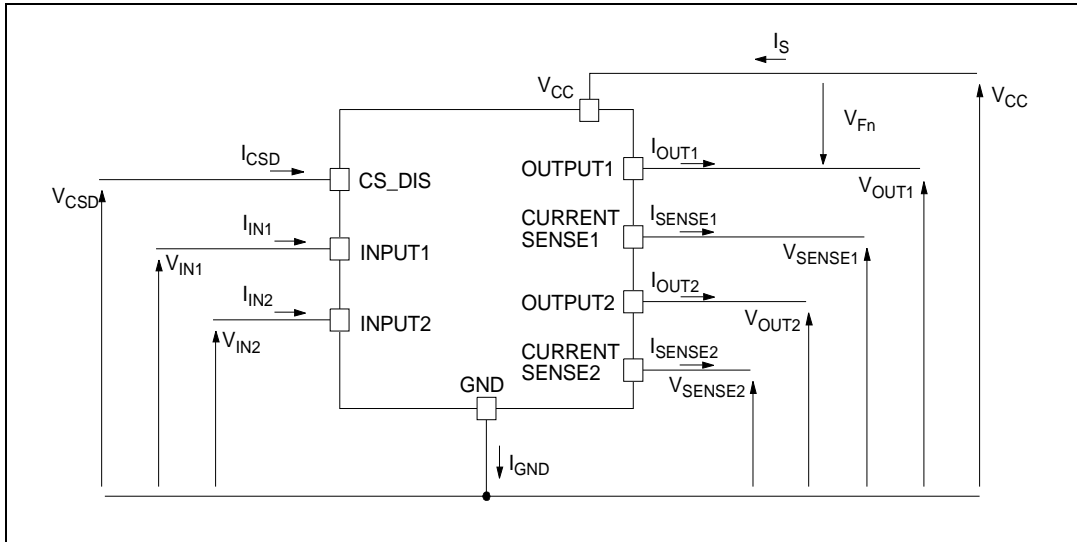 I_S
V_CC
V_CC
V_Fn
I_OUT1
OUTPUT1
I_CSD
CS_DIS
V_CSD
V_OUT1
CURRENT
SENSE1
I_SENSE1
I_IN1
INPUT1
V_IN1
V_SENSE1
I_OUT2
OUTPUT2
I_IN2
INPUT2
V_IN2
V_OUT2
CURRENT
SENSE2
I_SENSE2
V_SENSE2
GND
I_GND